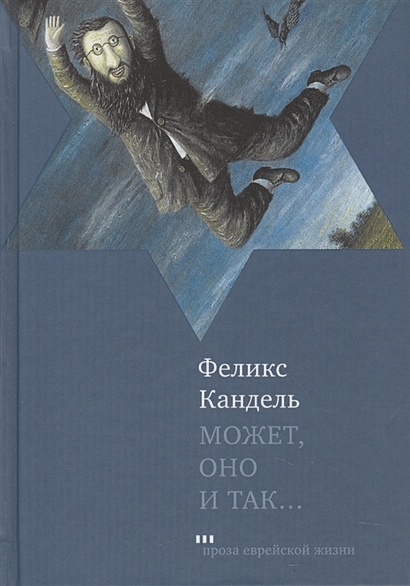 Феликс
Кандель
МОЖЕТ,
ОНО
И ТАК...
проза еврейской жизни